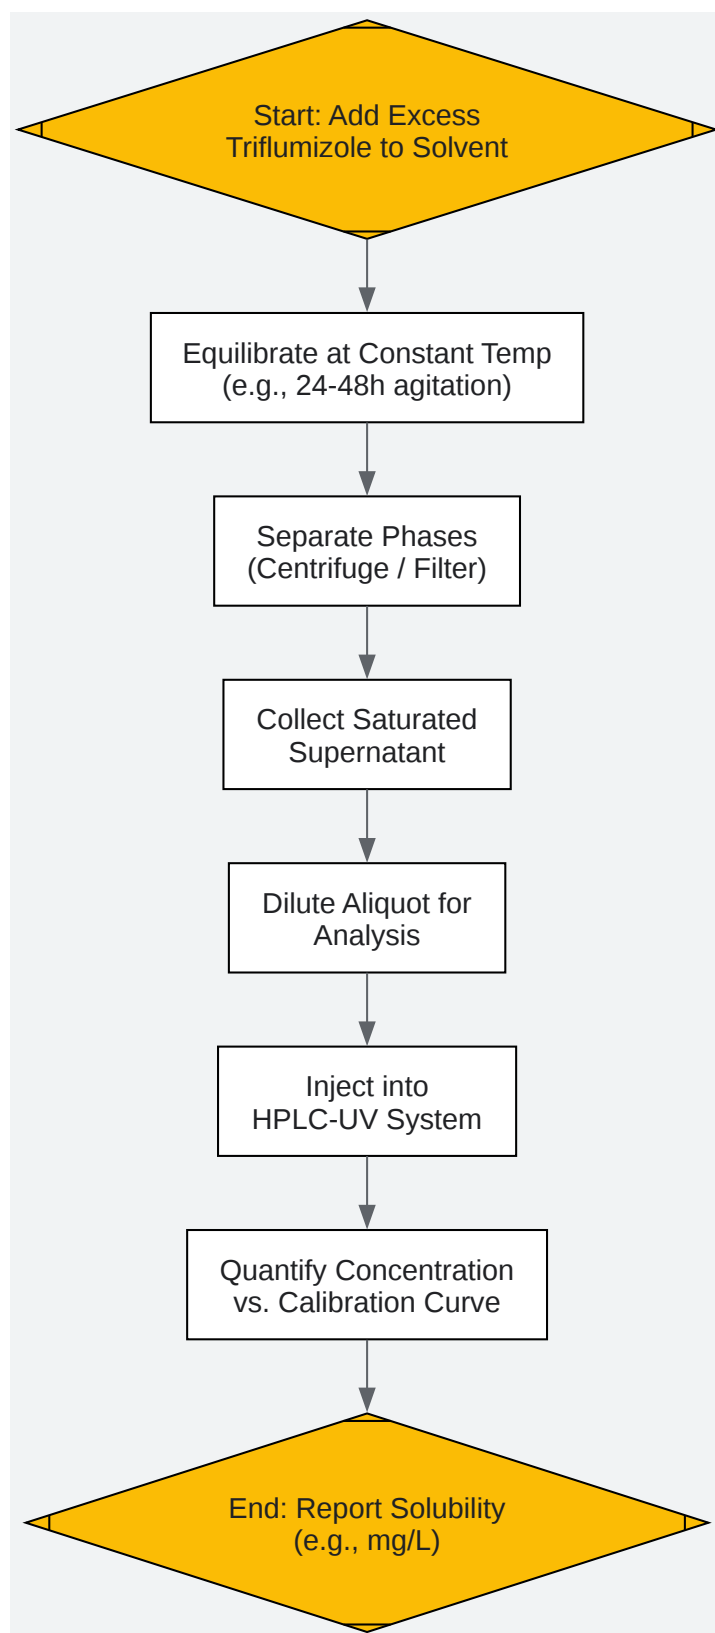 Start: Add Excess
Triflumizole to Solvent
Equilibrate at Constant Temp
(e.g., 24-48h agitation)
Separate Phases
(Centrifuge / Filter)
Collect Saturated
Supernatant
Dilute Aliquot for
Analysis
Inject into
HPLC-UV System
Quantify Concentration
vs. Calibration Curve
End: Report Solubility
(e.g., mg/L)